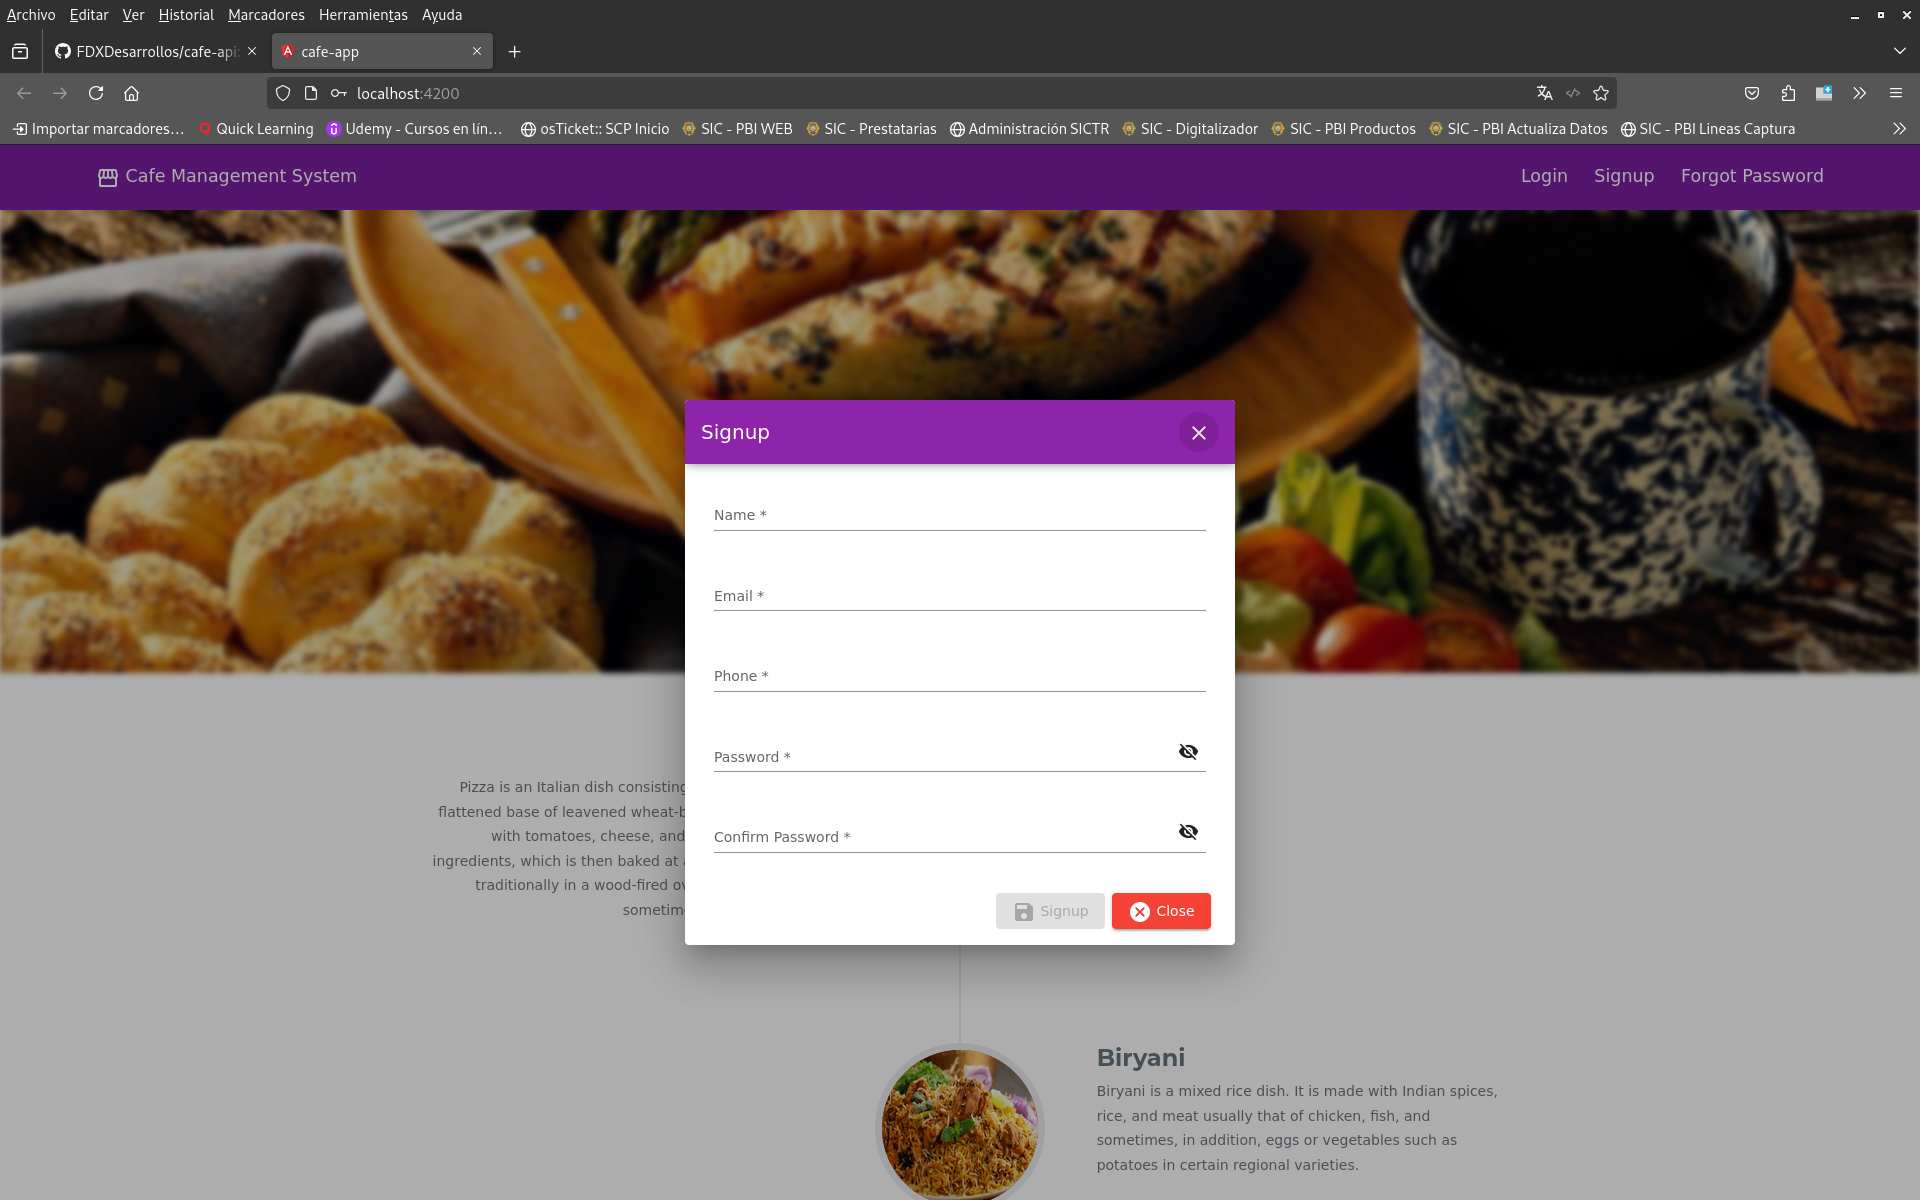 Archivo Editar Ver Historial Marcadores Herramientas Ayuda
FDXDesarrollos/cafe-api: cafe-app
localhost:4200
Importar marcadores… Quick Learning Udemy - Cursos en lín… osTicket:: SCP Inicio SIC - PBI WEB SIC - Prestatarias Administración SICTR SIC - Digitalizador SIC - PBI Productos SIC - PBI Actualiza Datos SIC - PBI Lineas Captura
Cafe Management System Login Signup Forgot Password
Signup
Name *
Email *
Phone *
Password *
Confirm Password *
Signup Close
Pizza is an Italian dish consisting
flattened base of leavened wheat-b
with tomatoes, cheese, and
ingredients, which is then baked at a
traditionally in a wood-fired ov
sometim
Biryani
Biryani is a mixed rice dish. It is made with Indian spices,
rice, and meat usually that of chicken, fish, and
sometimes, in addition, eggs or vegetables such as
potatoes in certain regional varieties.